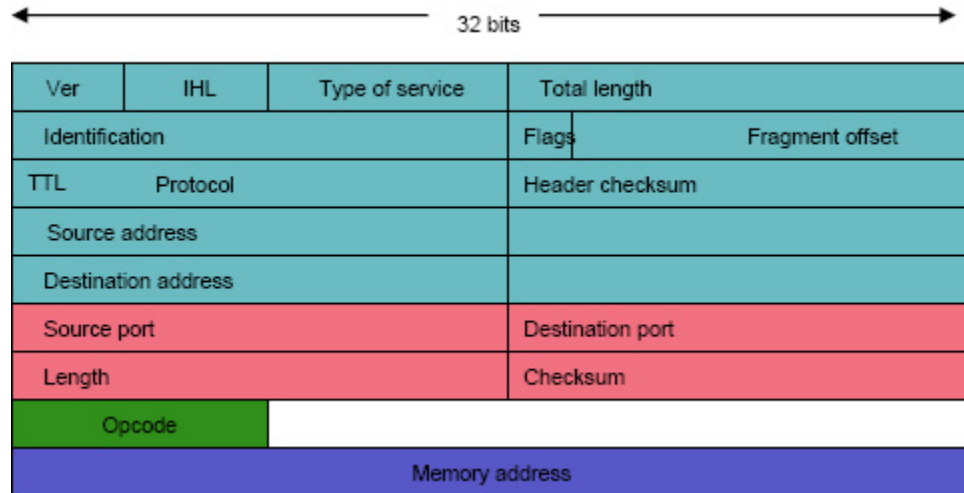 32 bits
Ver IHL Type of service Total length
Identification Flags Fragment offset
TTL Protocol Header checksum
Source address
Destination address
Source port Destination port
Length Checksum
Opcode
Memory address